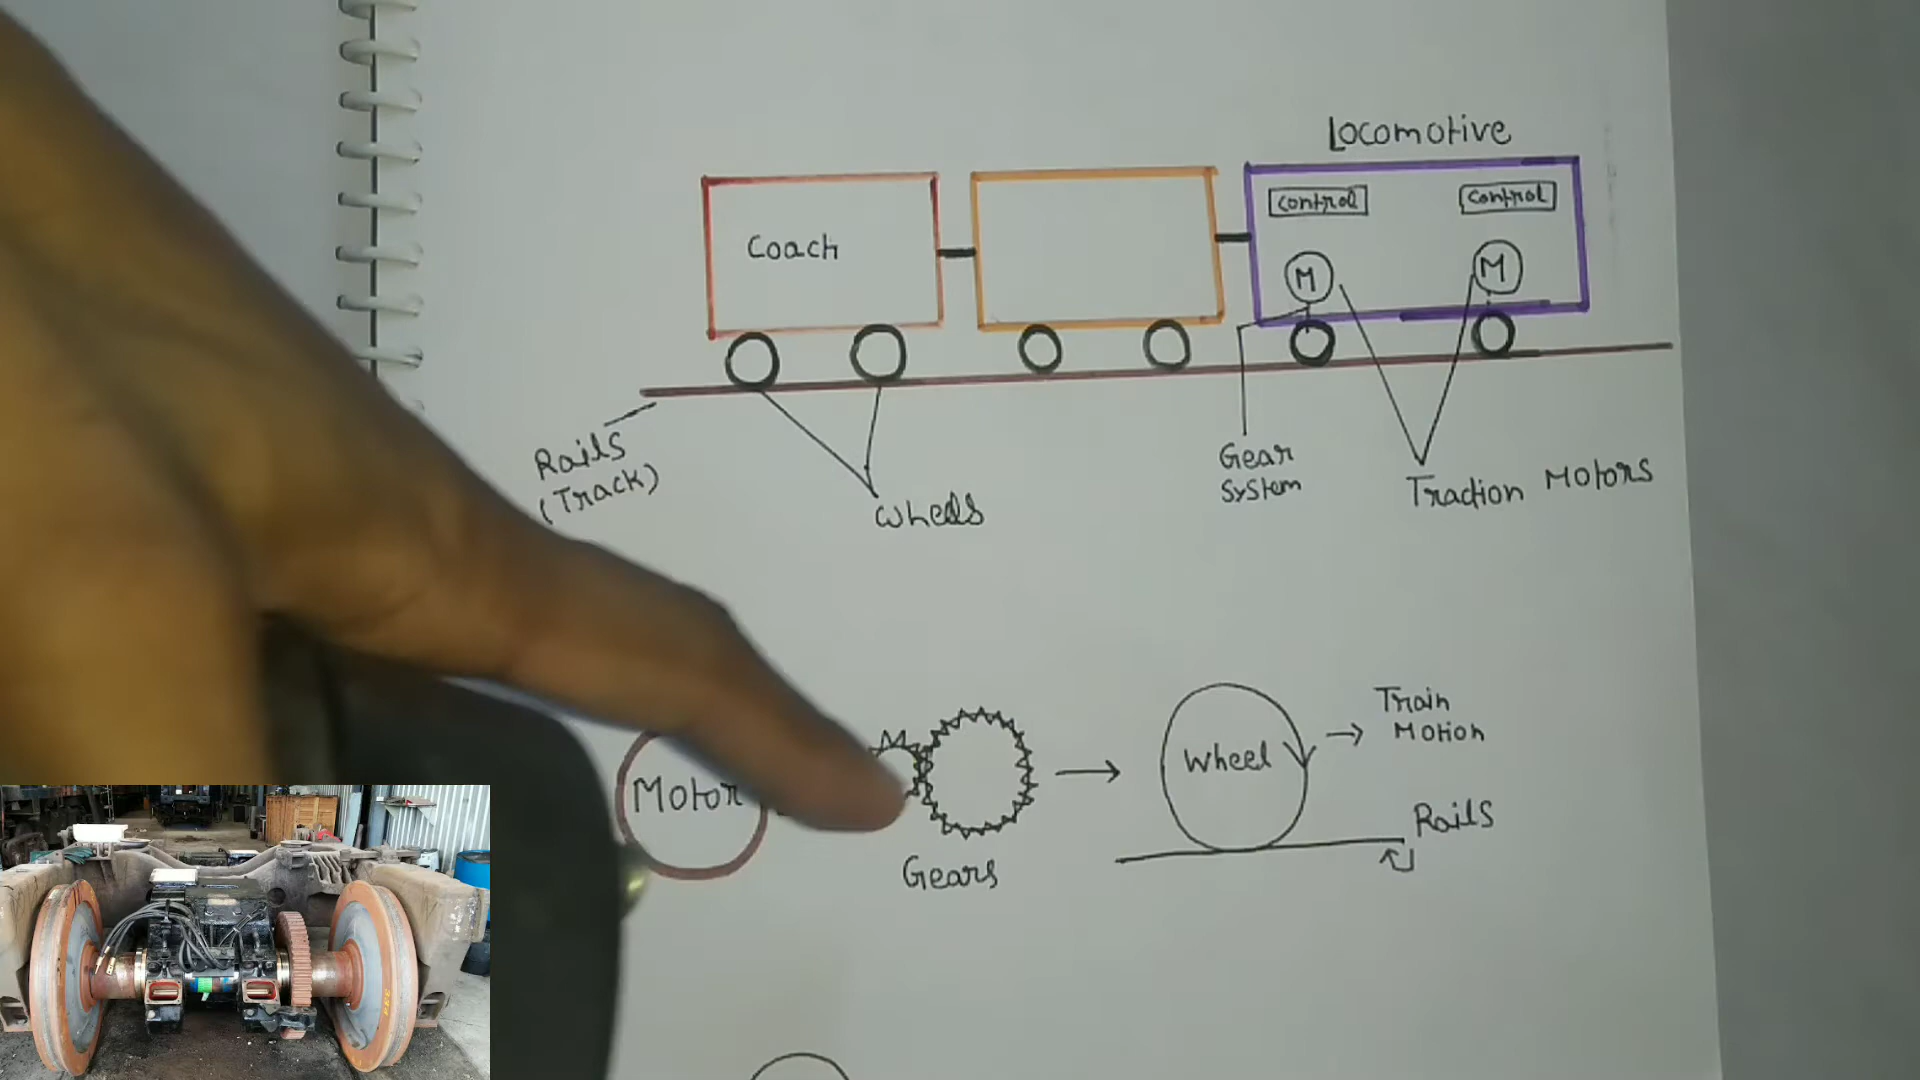 Locomotive
control
control
Coach
M
M
Rails
(Track)
Wheels
Gear
System
Traction Motors
Motor
Gears
Wheel
Train
Motion
Rails